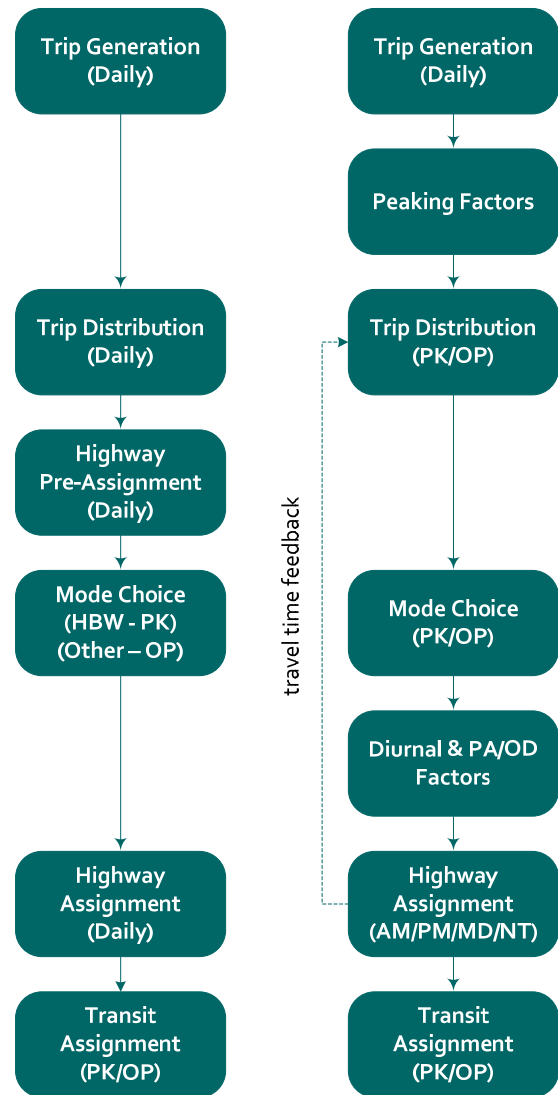 Trip Generation
(Daily)
Trip Distribution
(Daily)
Highway
Pre-Assignment
(Daily)
Mode Choice
(HBW - PK)
(Other – OP)
Highway
Assignment
(Daily)
Transit
Assignment
(PK/OP)
Trip Generation
(Daily)
Peaking Factors
Trip Distribution
(PK/OP)
travel time feedback
Mode Choice
(PK/OP)
Diurnal & PA/OD
Factors
Highway
Assignment
(AM/PM/MD/NT)
Transit
Assignment
(PK/OP)